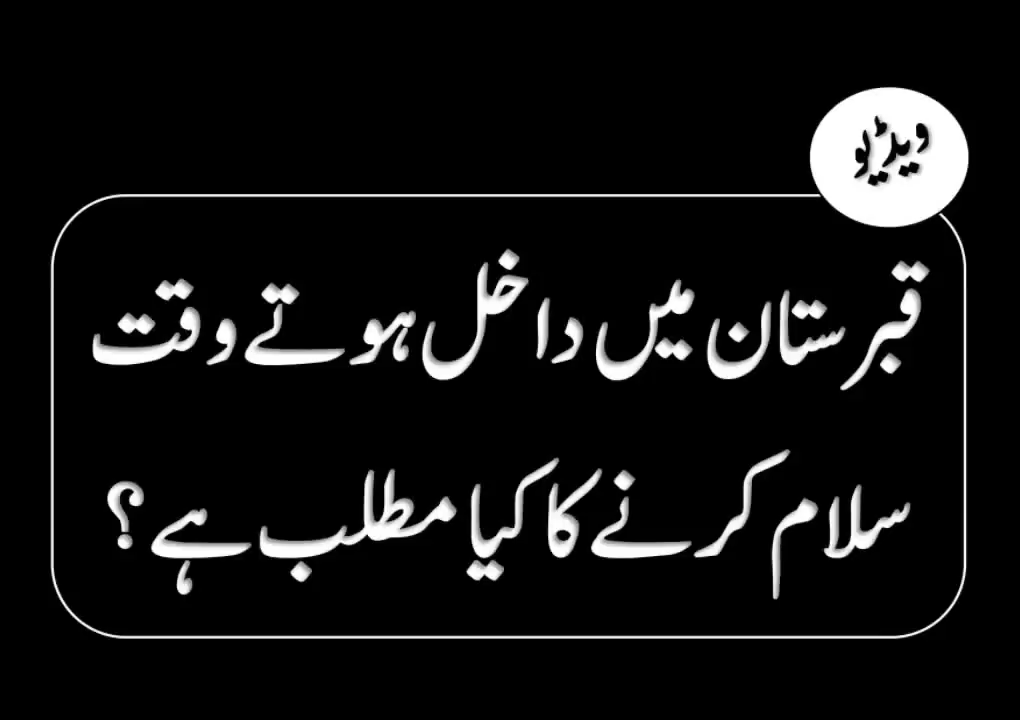 ویڈیو
قبرستان میں داخل ہوتے وقت
سلام کرنے کا کیا مطلب ہے؟